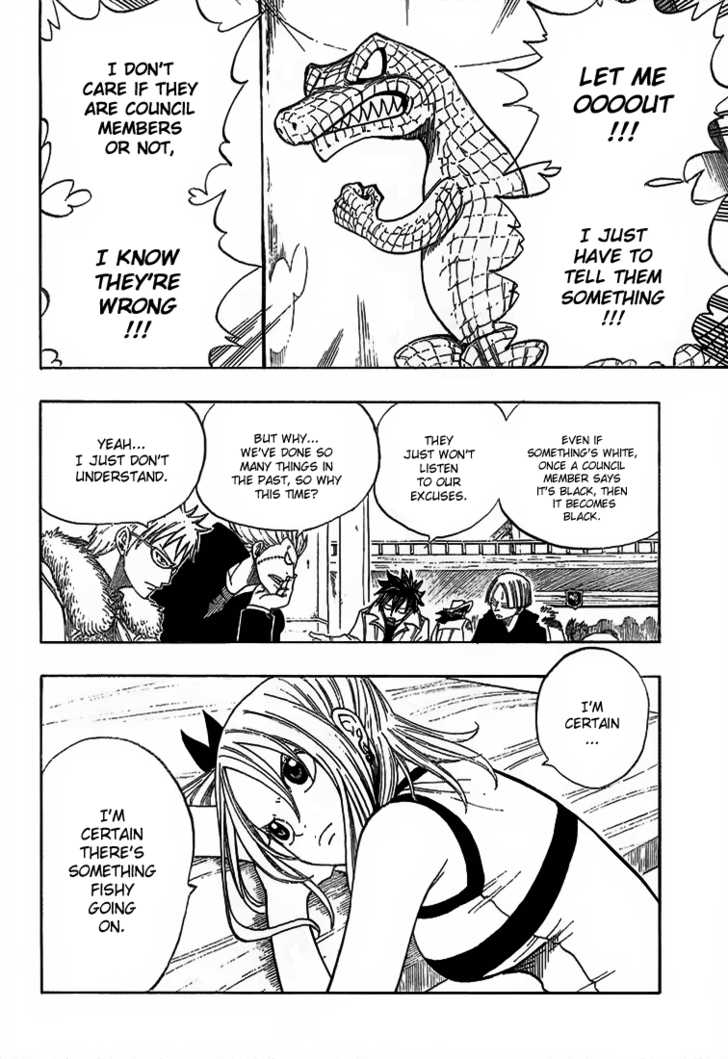 LET ME
OOOOUT
!!!
I JUST
HAVE TO
TELL THEM
SOMETHING
!!!
I DON'T
CARE IF THEY
ARE COUNCIL
MEMBERS
OR NOT,
I KNOW
THEY'RE
WRONG
!!!
EVEN IF
SOMETHING'S WHITE,
ONCE A COUNCIL
MEMBER SAYS
IT'S BLACK, THEN
IT BECOMES
BLACK.
THEY
JUST WON'T
LISTEN
TO OUR
EXCUSES.
BUT WHY...
WE'VE DONE SO
MANY THINGS IN
THE PAST, SO WHY
THIS TIME?
YEAH...
I JUST DON'T
UNDERSTAND.
I'M
CERTAIN
...
I'M
CERTAIN
THERE'S
SOMETHING
FISHY
GOING
ON.